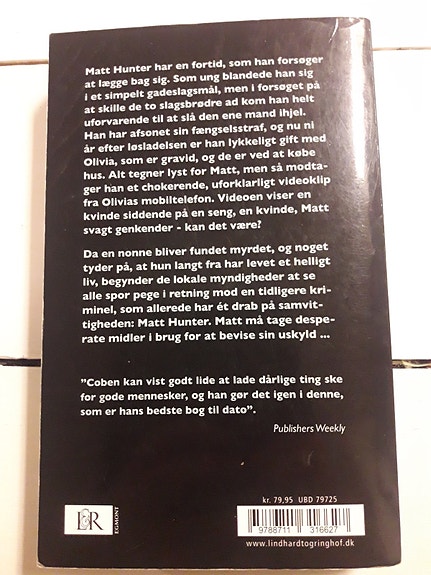 Matt Hunter har en fortid, som han forsøger
at lægge bag sig. Som ung blandede han sig
i et simpelt gadeslagsmål, men i forsøget på
at skille de to slagsbrødre ad kom han helt
uforvarende til at slå den ene mand ihjel.
Han har afsonet sin fængselsstraf, og nu ni
år efter løsladelsen er han lykkeligt gift med
Olivia, som er gravid, og de er ved at købe
hus. Alt tegner lyst for Matt, men så modta-
ger han et chokerende, uforklarligt videoklip
fra Olivias mobiltelefon. Videoen viser en
kvinde siddende på en seng, en kvinde, Matt
svagt genkender - kan det være?
Da en nonne bliver fundet myrdet, og noget
tyder på, at hun langt fra har levet et helligt
liv, begynder de lokale myndigheder at se
alle spor pege i retning mod en tidligere kri-
minel, som allerede har ét drab på samvit-
tigheden: Matt Hunter. Matt må tage despe-
rate midler i brug for at bevise sin uskyld ...
"Coben kan vist godt lide at lade dårlige ting ske
for gode mennesker, og han gør det igen i denne,
som er hans bedste bog til dato".
Publishers Weekly
L&R
EGMONT
kr. 79,95 UBD 79725
9 788711 316627
www.lindhardtogringhof.dk